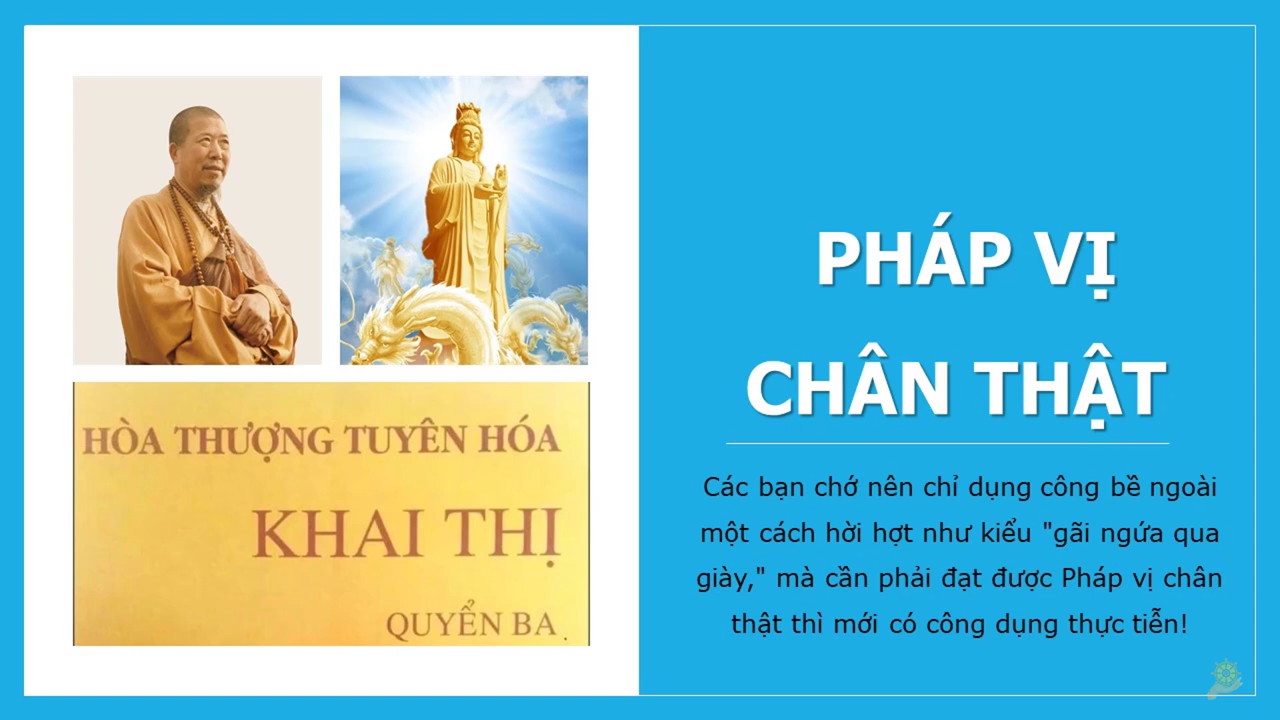 HÒA THƯỢNG TUYÊN HÓA
KHAI THỊ
QUYỂN BA
PHÁP VỊ
CHÂN THẬT
Các bạn chớ nên chỉ dụng công bề ngoài
một cách hời hợt như kiểu "gãi ngứa qua
giày," mà cần phải đạt được Pháp vị chân
thật thì mới có công dụng thực tiễn!